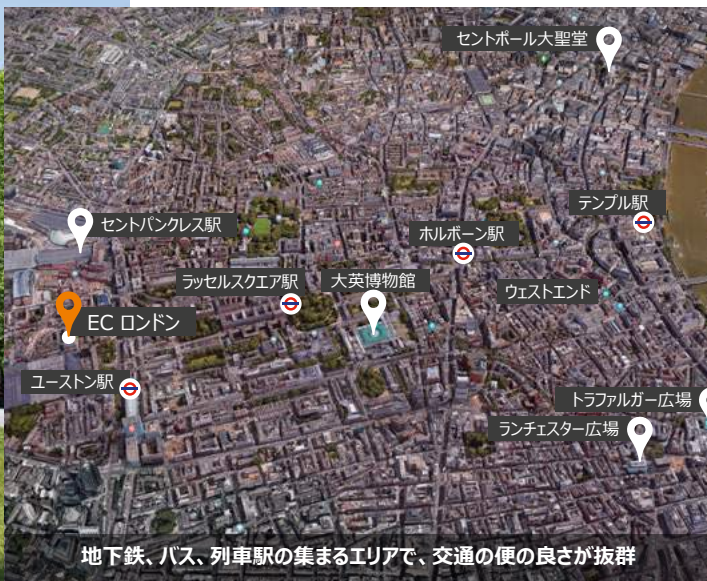 セントポール大聖堂
テンプル駅
セントパンクレス駅
ホルボーン駅
ラッセルスクエア駅
大英博物館
ウェストエンド
EC ロンドン
ユーストン駅
トラファルガー広場
ランチェスター広場
地下鉄、バス、列車駅の集まるエリアで、交通の便の良さが抜群